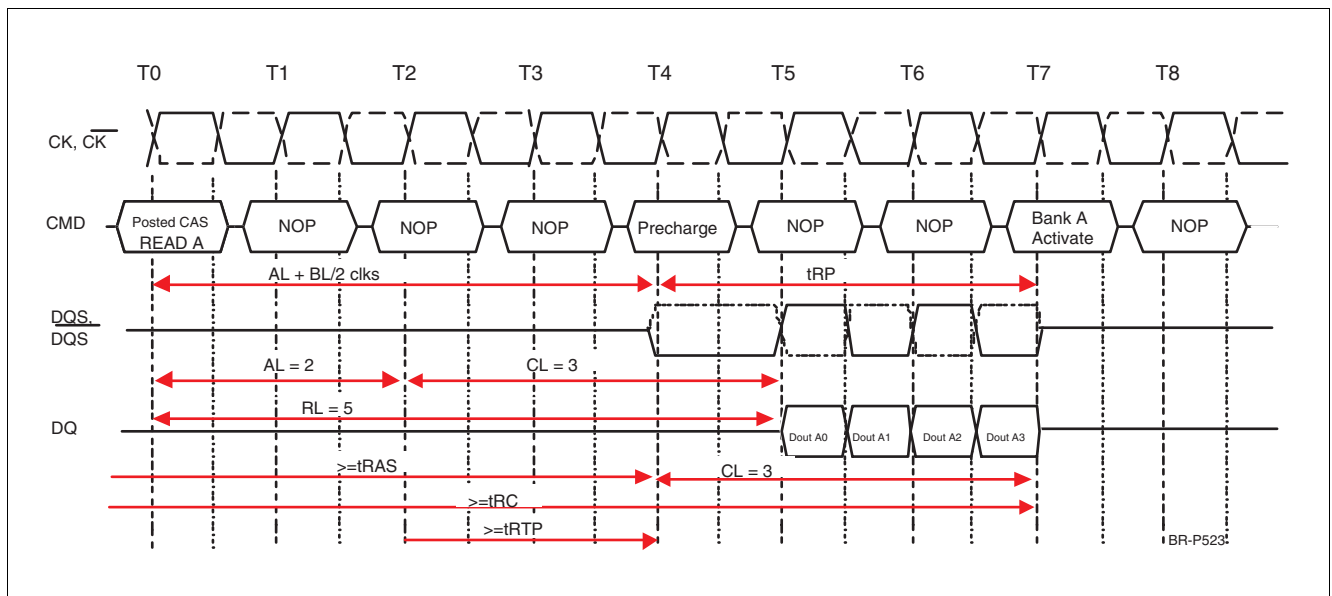 T0 T1 T2 T3 T4 T5 T6 T7 T8
CK, CK
CMD
Posted CAS
READ A
NOP
NOP
NOP
Precharge
NOP
NOP
Bank A
Activate
NOP
AL + BL/2 clks
tRP
DQS,
DQS
AL = 2
CL = 3
RL = 5
DQ
Dout A0
Dout A1
Dout A2
Dout A3
>=tRAS
CL = 3
>=tRC
>=tRTP
BR-P523